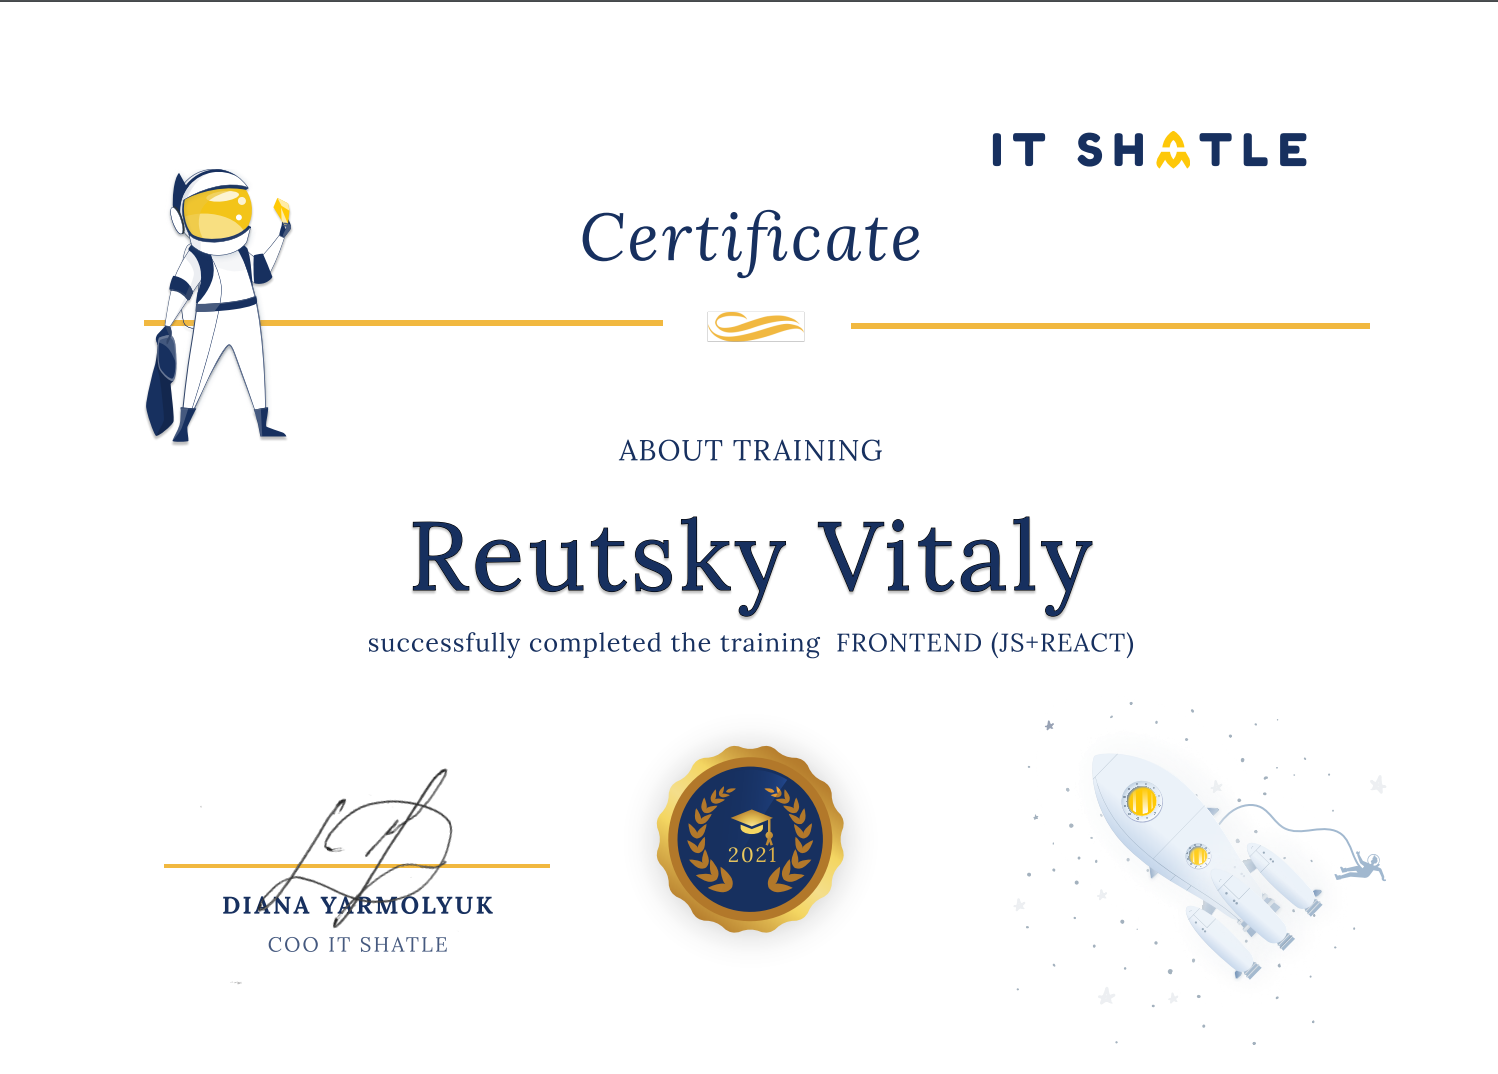 IT SHATLE
Certificate
ABOUT TRAINING
Reutsky Vitaly
successfully completed the training FRONTEND (JS+REACT)
2021
DIANA YARMOLYUK
COO IT SHATLE